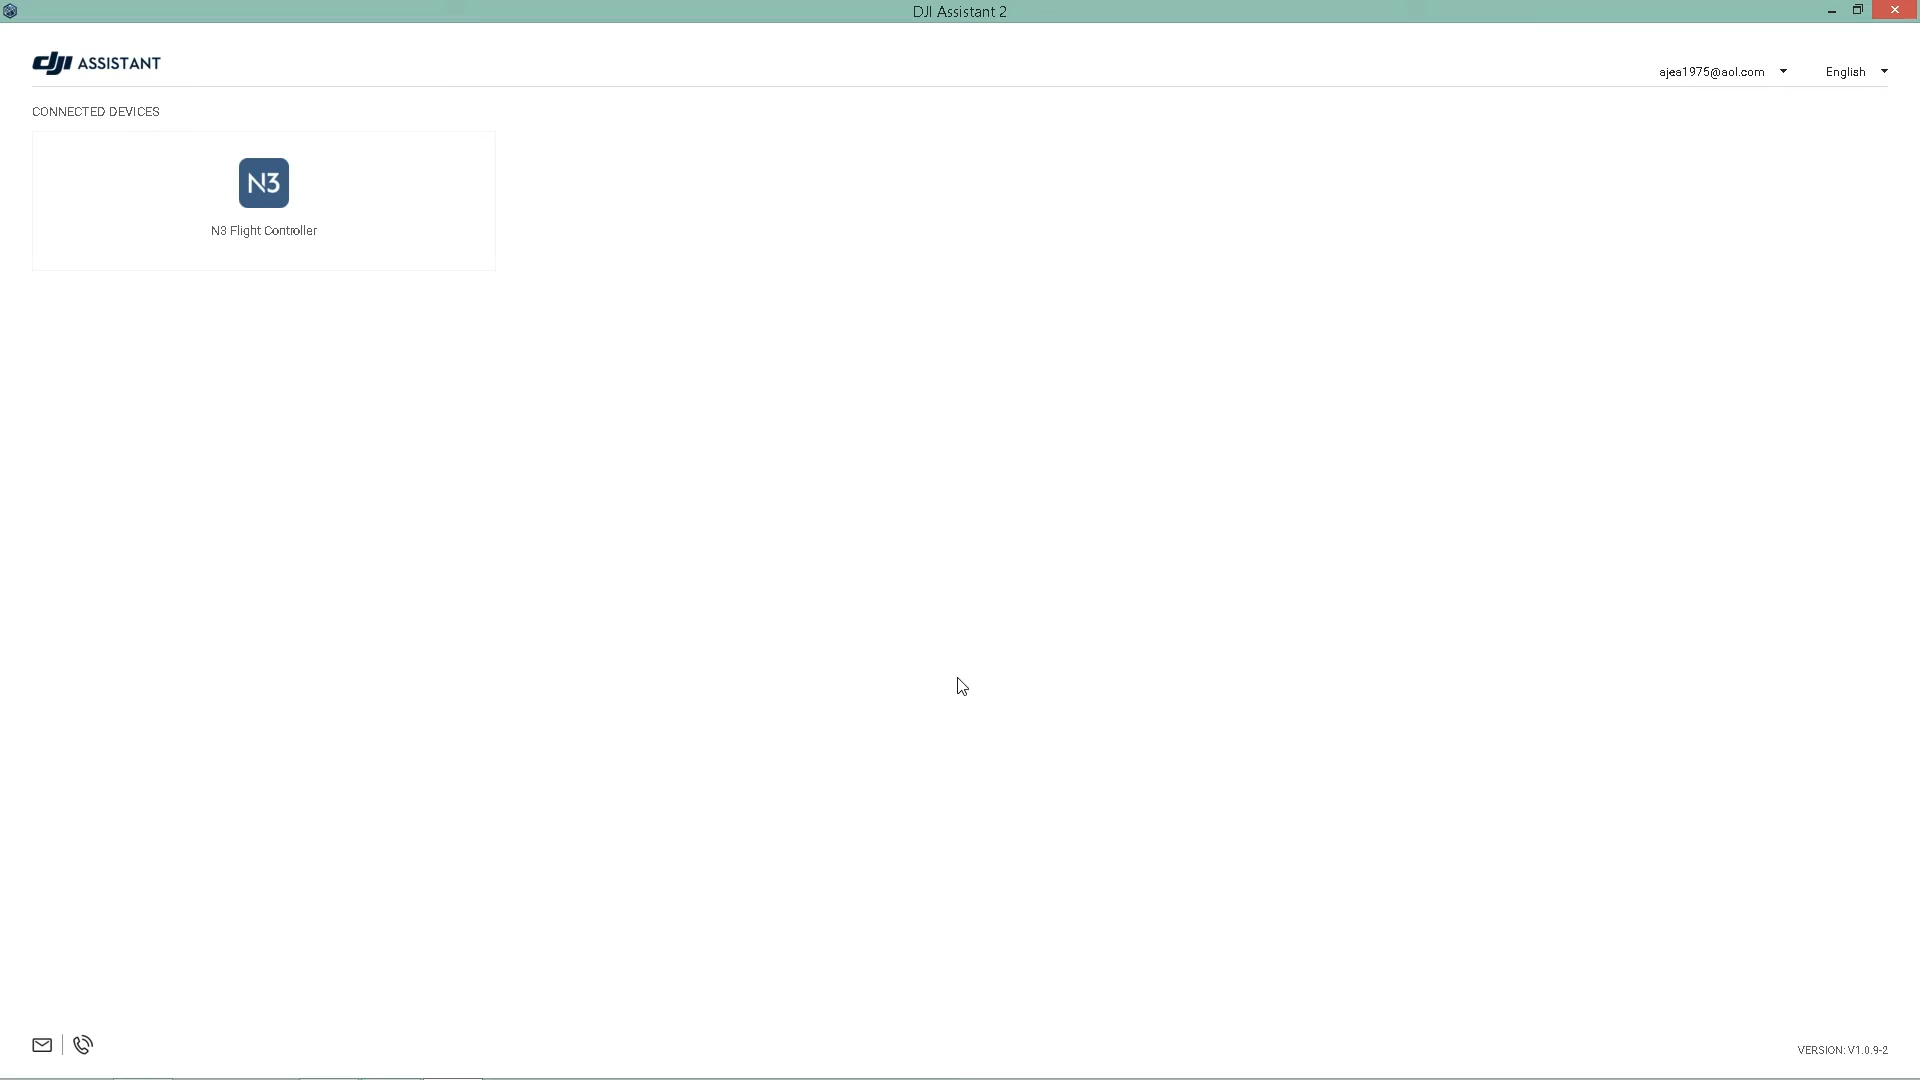 DJI Assistant 2
dji ASSISTANT
ajea1975@aol.com
English
CONNECTED DEVICES
N3
N3 Flight Controller
VERSION: V1.0.9-2